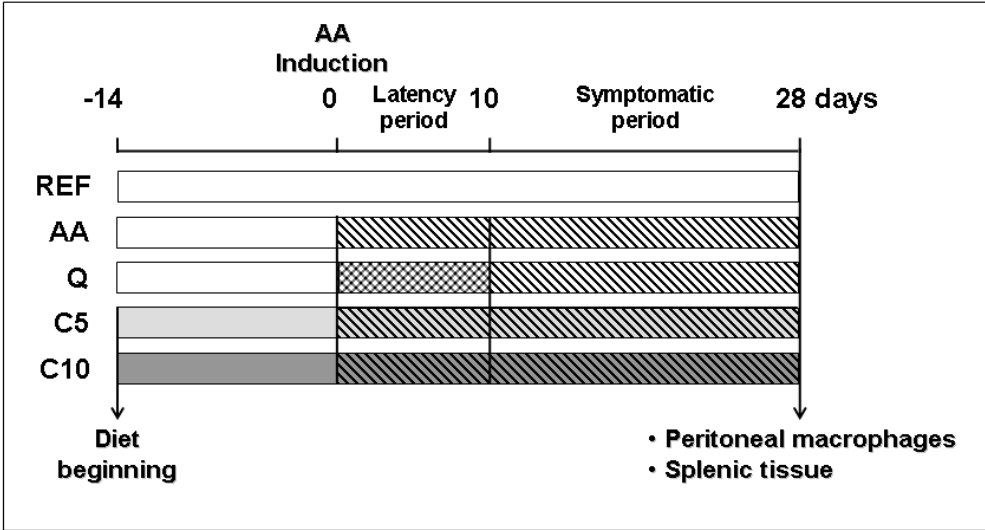 AA
Induction
-14 0 Latency 10 Symptomatic 28 days
period period
REF
AA
Q
C5
C10
Diet
beginning
• Peritoneal macrophages
• Splenic tissue